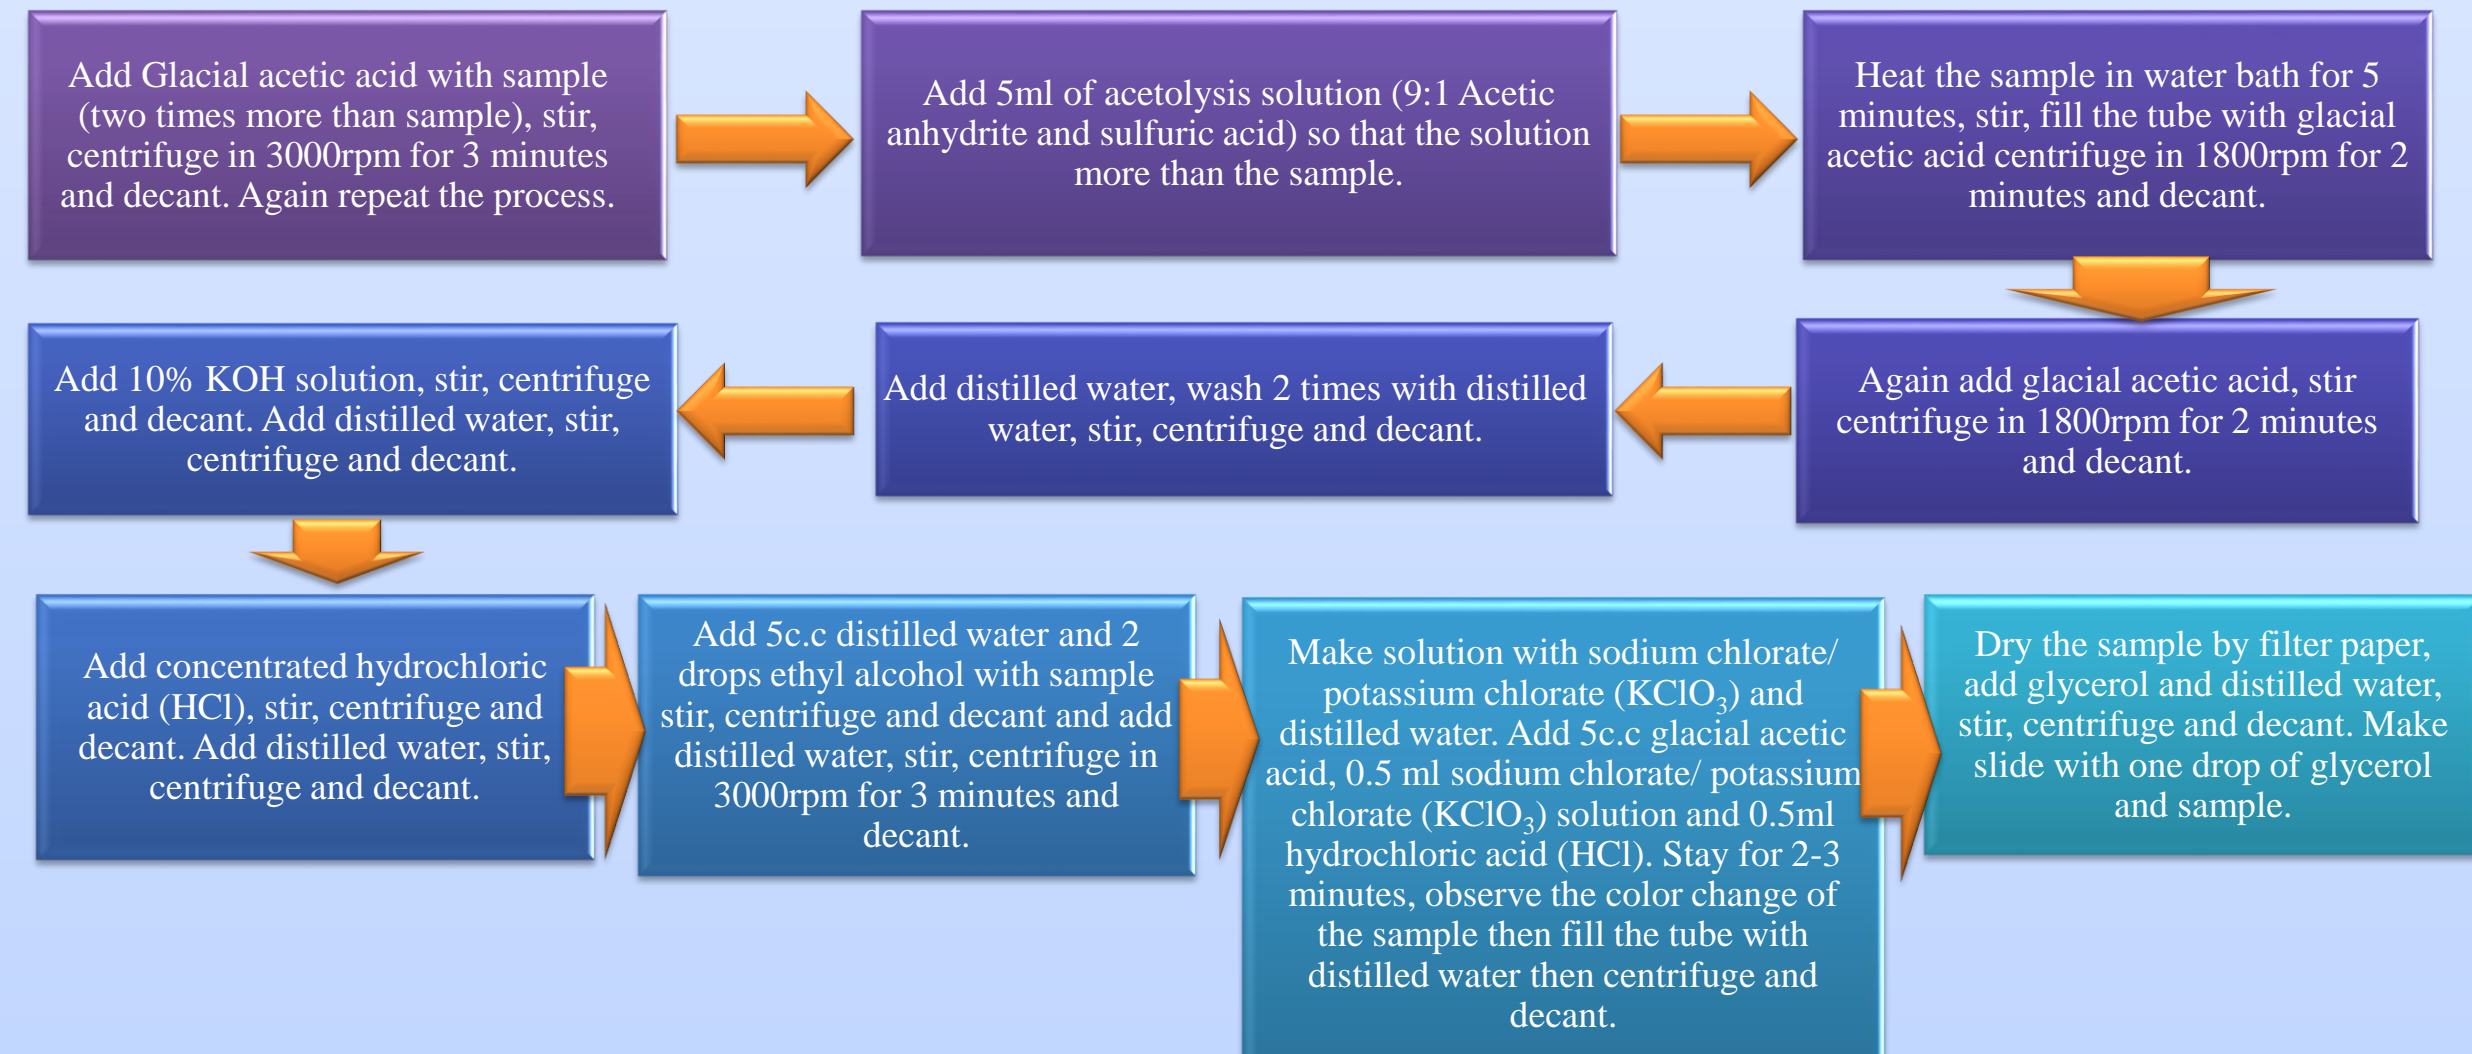 Add Glacial acetic acid with sample
(two times more than sample), stir,
centrifuge in 3000rpm for 3 minutes
and decant. Again repeat the process.
Add 5ml of acetolysis solution (9:1 Acetic
anhydrite and sulfuric acid) so that the solution
more than the sample.
Heat the sample in water bath for 5
minutes, stir, fill the tube with glacial
acetic acid centrifuge in 1800rpm for 2
minutes and decant.
Again add glacial acetic acid, stir
centrifuge in 1800rpm for 2 minutes
and decant.
Add distilled water, wash 2 times with distilled
water, stir, centrifuge and decant.
Add 10% KOH solution, stir, centrifuge
and decant. Add distilled water, stir,
centrifuge and decant.
Add concentrated hydrochloric
acid (HCl), stir, centrifuge and
decant. Add distilled water, stir,
centrifuge and decant.
Add 5c.c distilled water and 2
drops ethyl alcohol with sample
stir, centrifuge and decant and add
distilled water, stir, centrifuge in
3000rpm for 3 minutes and
decant.
Make solution with sodium chlorate/
potassium chlorate (KClO₃) and
distilled water. Add 5c.c glacial acetic
acid, 0.5 ml sodium chlorate/ potassium
chlorate (KClO₃) solution and 0.5ml
hydrochloric acid (HCl). Stay for 2-3
minutes, observe the color change of
the sample then fill the tube with
distilled water then centrifuge and
decant.
Dry the sample by filter paper,
add glycerol and distilled water,
stir, centrifuge and decant. Make
slide with one drop of glycerol
and sample.